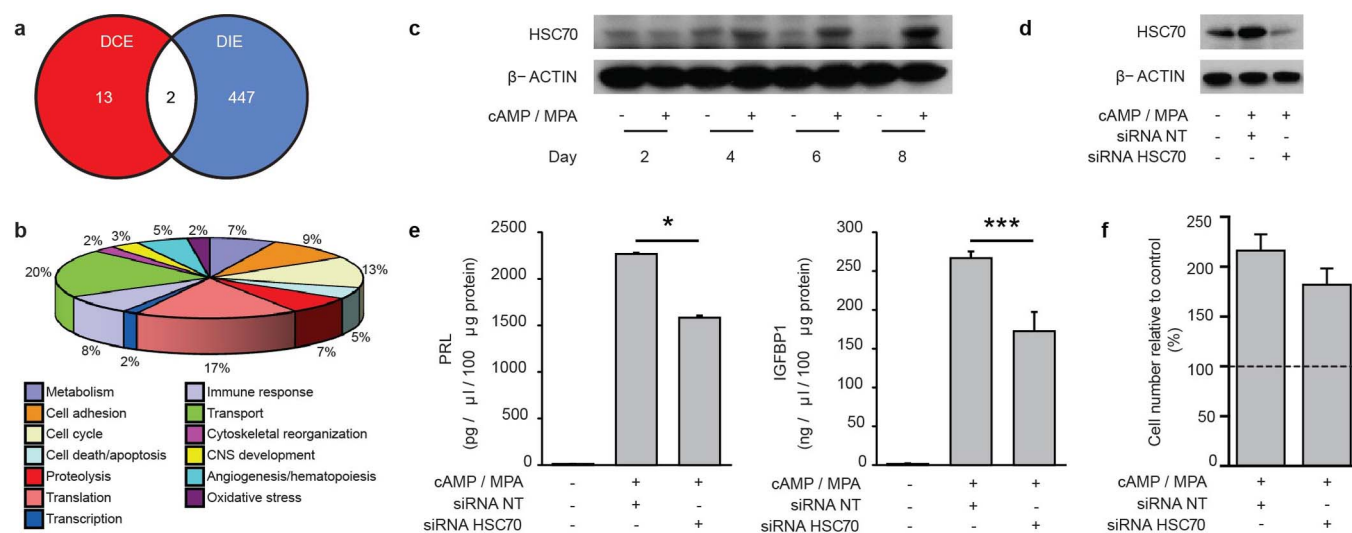 a
DCE
DIE
13
2
447
b
2%
3%
5%
2%
7%
9%
13%
5%
7%
17%
2%
8%
20%
Metabolism
Cell adhesion
Cell cycle
Cell death/apoptosis
Proteolysis
Translation
Transcription
Immune response
Transport
Cytoskeletal reorganization
CNS development
Angiogenesis/hematopoiesis
Oxidative stress
c
HSC70
β– ACTIN
cAMP / MPA - + - + - + - +
Day 2 4 6 8
d
HSC70
β– ACTIN
cAMP / MPA - + +
siRNA NT - + -
siRNA HSC70 - - +
e
PRL
(pg / µl / 100 µg protein)
2500
2000
1500
1000
500
0
*
cAMP / MPA - + +
siRNA NT - + -
siRNA HSC70 - - +
IGFBP1
(ng / µl / 100 µg protein)
300
250
200
150
100
50
0
***
cAMP / MPA - + +
siRNA NT - + -
siRNA HSC70 - - +
f
Cell number relative to control
(%)
250
200
150
100
50
0
cAMP / MPA + +
siRNA NT + -
siRNA HSC70 - +